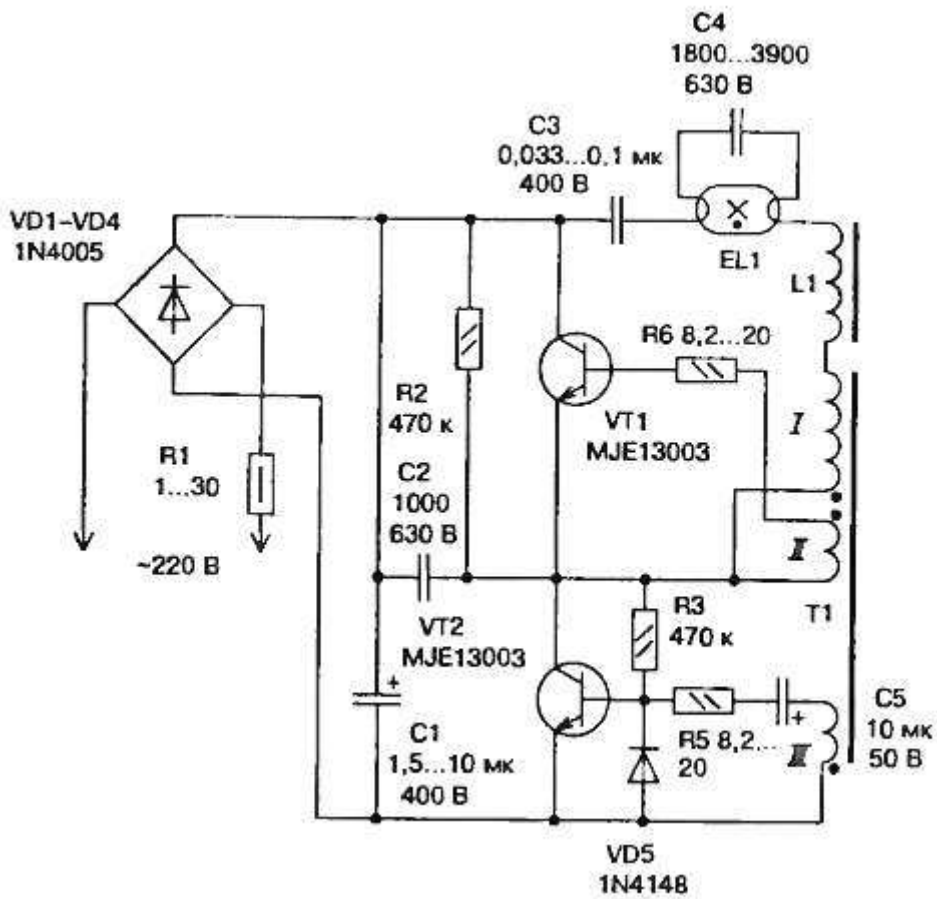 C4
1800...3900
630 В
C3
0,033...0,1 мк
400 В
VD1–VD4
1N4005
EL1
L1
R6 8,2...20
R2
470 к
VT1
MJE13003
I
R1
1...30
C2
1000
630 В
II
~220 В
R3
470 к
T1
VT2
MJE13003
+
C1
1,5...10 мк
400 В
R5 8,2...
20
+
III
C5
10 мк
50 В
VD5
1N4148